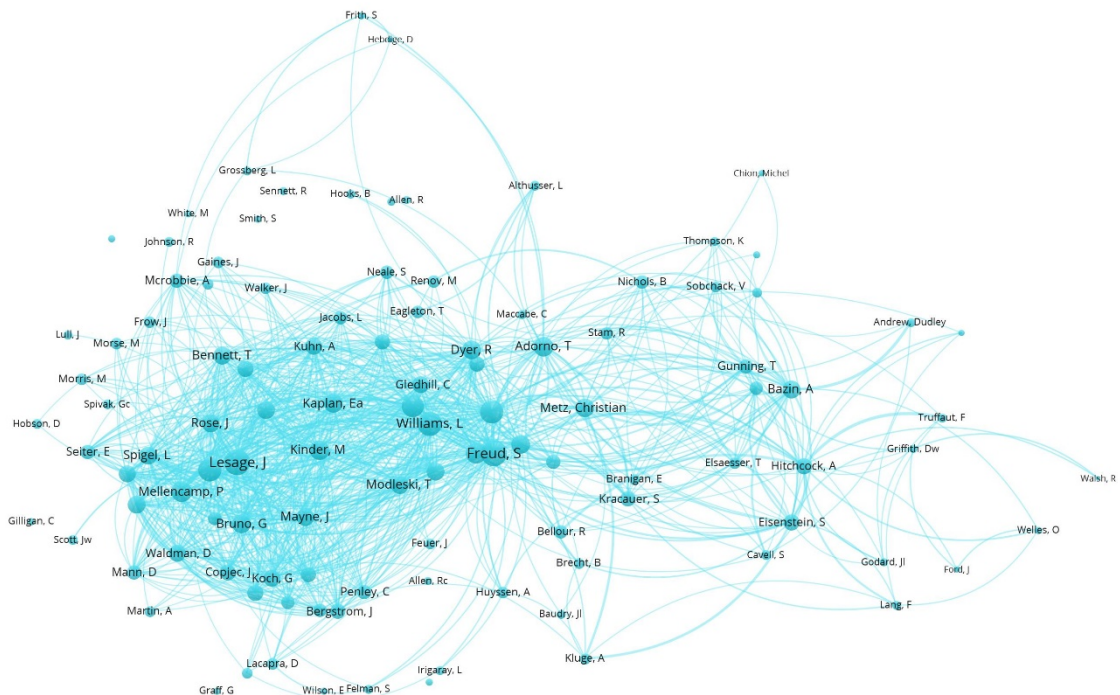 Frith, S
Hebdige, D
Grossberg, L
Chion, Michel
Sennett, R
Hooks, B
Allen, R
Althusser, L
White, M
Smith, S
Johnson, R
Thompson, K
Gaines, J
Mcrobbie, A
Neale, S
Renov, M
Nichols, B
Sobchack, V
Walker, J
Eagleton, T
Maccabe, C
Frow, J
Jacobs, L
Andrew, Dudley
Lull, J
Morse, M
Stam, R
Bennett, T
Kuhn, A
Dyer, R
Adorno, T
Gunning, T
Morris, M
Gledhill, C
Bazin, A
Spivak, Gc
Kaplan, Ea
Metz, Christian
Hobson, D
Rose, J
Williams, L
Truffaut, F
Seiter, E
Spigel, L
Kinder, M
Freud, S
Griffith, Dw
Lesage, J
Elsaesser, T
Hitchcock, A
Mellencamp, P
Modleski, T
Branigan, E
Walsh, R
Kracauer, S
Gilligan, C
Bruno, G
Mayne, J
Eisenstein, S
Bellour, R
Welles, O
Scott, Jw
Waldman, D
Feuer, J
Cavell, S
Mann, D
Copjec, J
Koch, G
Brecht, B
Godard, Jl
Ford, J
Allen, Rc
Penley, C
Huyssen, A
Martin, A
Bergstrom, J
Baudry, Jl
Lang, F
Lacapra, D
Kluge, A
Irigaray, L
Graff, G
Wilson, E
Felman, S